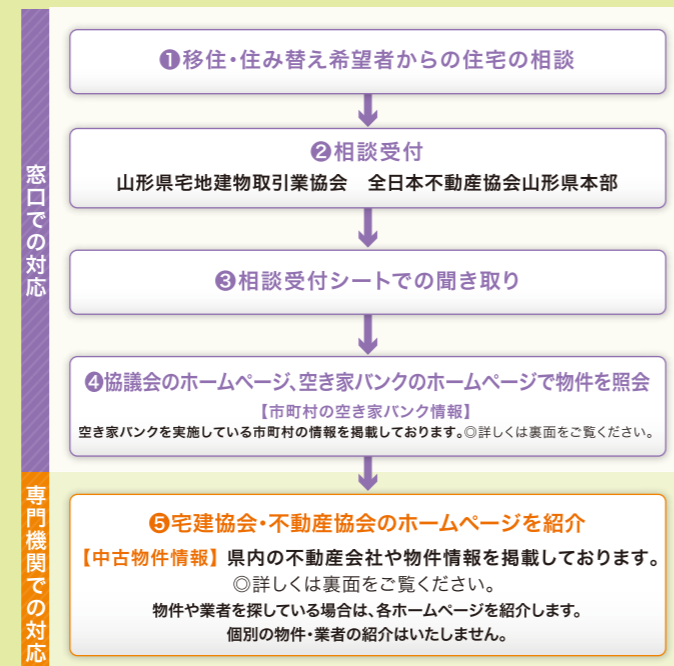 窓口での対応
❶移住・住み替え希望者からの住宅の相談
❷相談受付
山形県宅地建物取引業協会　全日本不動産協会山形県本部
❸相談受付シートでの聞き取り
❹協議会のホームページ、空き家バンクのホームページで物件を照会
【市町村の空き家バンク情報】
空き家バンクを実施している市町村の情報を掲載しております。◎詳しくは裏面をご覧ください。
専門機関での対応
❺宅建協会・不動産協会のホームページを紹介
【中古物件情報】県内の不動産会社や物件情報を掲載しております。
◎詳しくは裏面をご覧ください。
物件や業者を探している場合は、各ホームページを紹介します。
個別の物件・業者の紹介はいたしません。